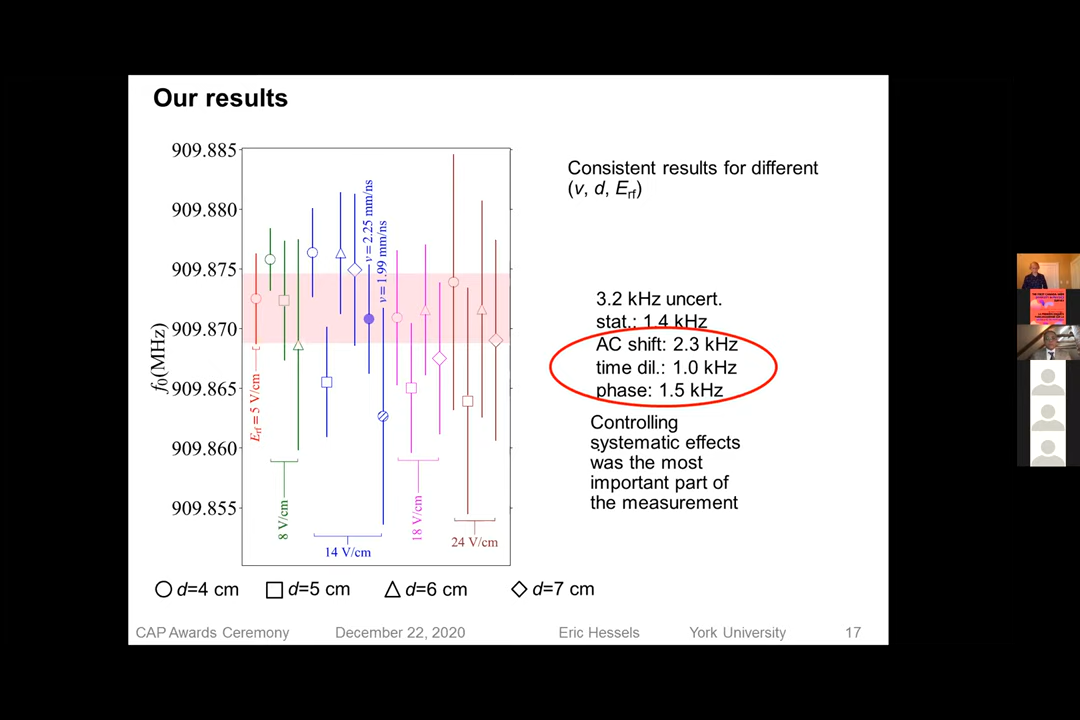 Our results
909.885
909.880
909.875
909.870
909.865
909.860
909.855
f0(MHz)
Erf = 5 V/cm
8 V/cm
14 V/cm
v = 2.25 mm/ns
v = 1.99 mm/ns
18 V/cm
24 V/cm
d=4 cm
d=5 cm
d=6 cm
d=7 cm
Consistent results for different
(v, d, Erf)
3.2 kHz uncert.
stat.: 1.4 kHz
AC shift: 2.3 kHz
time dil.: 1.0 kHz
phase: 1.5 kHz
Controlling
systematic effects
was the most
important part of
the measurement
CAP Awards Ceremony December 22, 2020 Eric Hessels York University 17